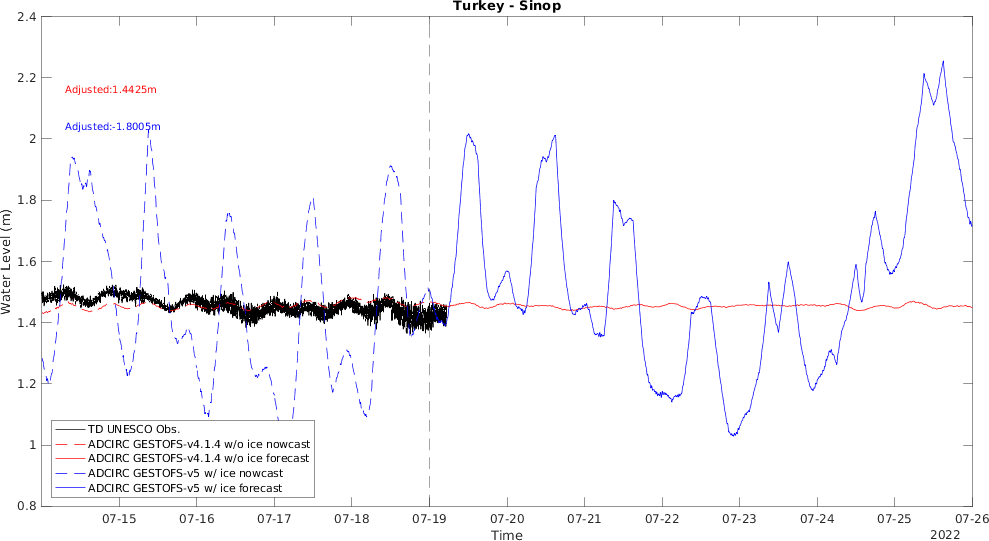 Turkey - Sinop
2.4
2.2
2
1.8
1.6
1.4
1.2
1
0.8
Water Level (m)
Adjusted:1.4425m
Adjusted:-1.8005m
TD UNESCO Obs.
ADCIRC GESTOFS-v4.1.4 w/o ice nowcast
ADCIRC GESTOFS-v4.1.4 w/o ice forecast
ADCIRC GESTOFS-v5 w/ ice nowcast
ADCIRC GESTOFS-v5 w/ ice forecast
07-15 07-16 07-17 07-18 07-19 07-20 07-21 07-22 07-23 07-24 07-25 07-26
Time
2022